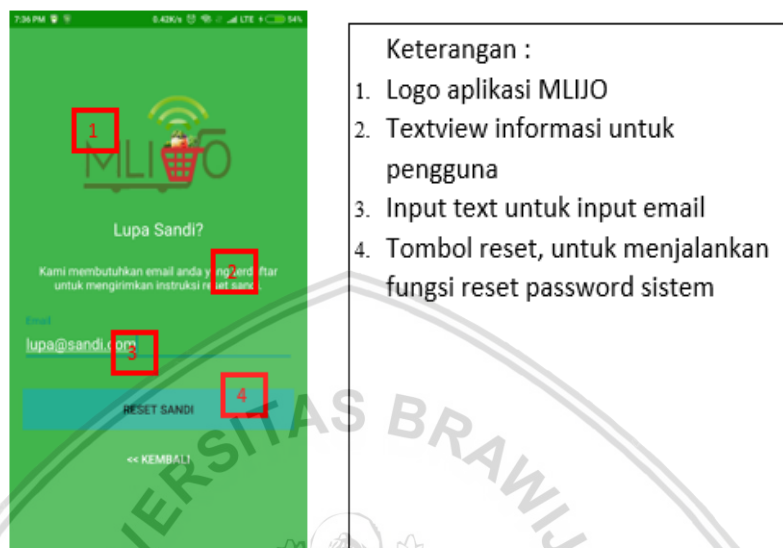 7:36 PM 0.42K/s LTE 54%
1
MLIJO
Lupa Sandi?
Kami membutuhkan email anda yang terdaftar
2
untuk mengirimkan instruksi reset sandi.
Email
lupa@sandi.com
3
RESET SANDI
4
<< KEMBALI
Keterangan :
1. Logo aplikasi MLIJO
2. Textview informasi untuk
pengguna
3. Input text untuk input email
4. Tombol reset, untuk menjalankan
fungsi reset password sistem
ERSITAS BRAWIJ